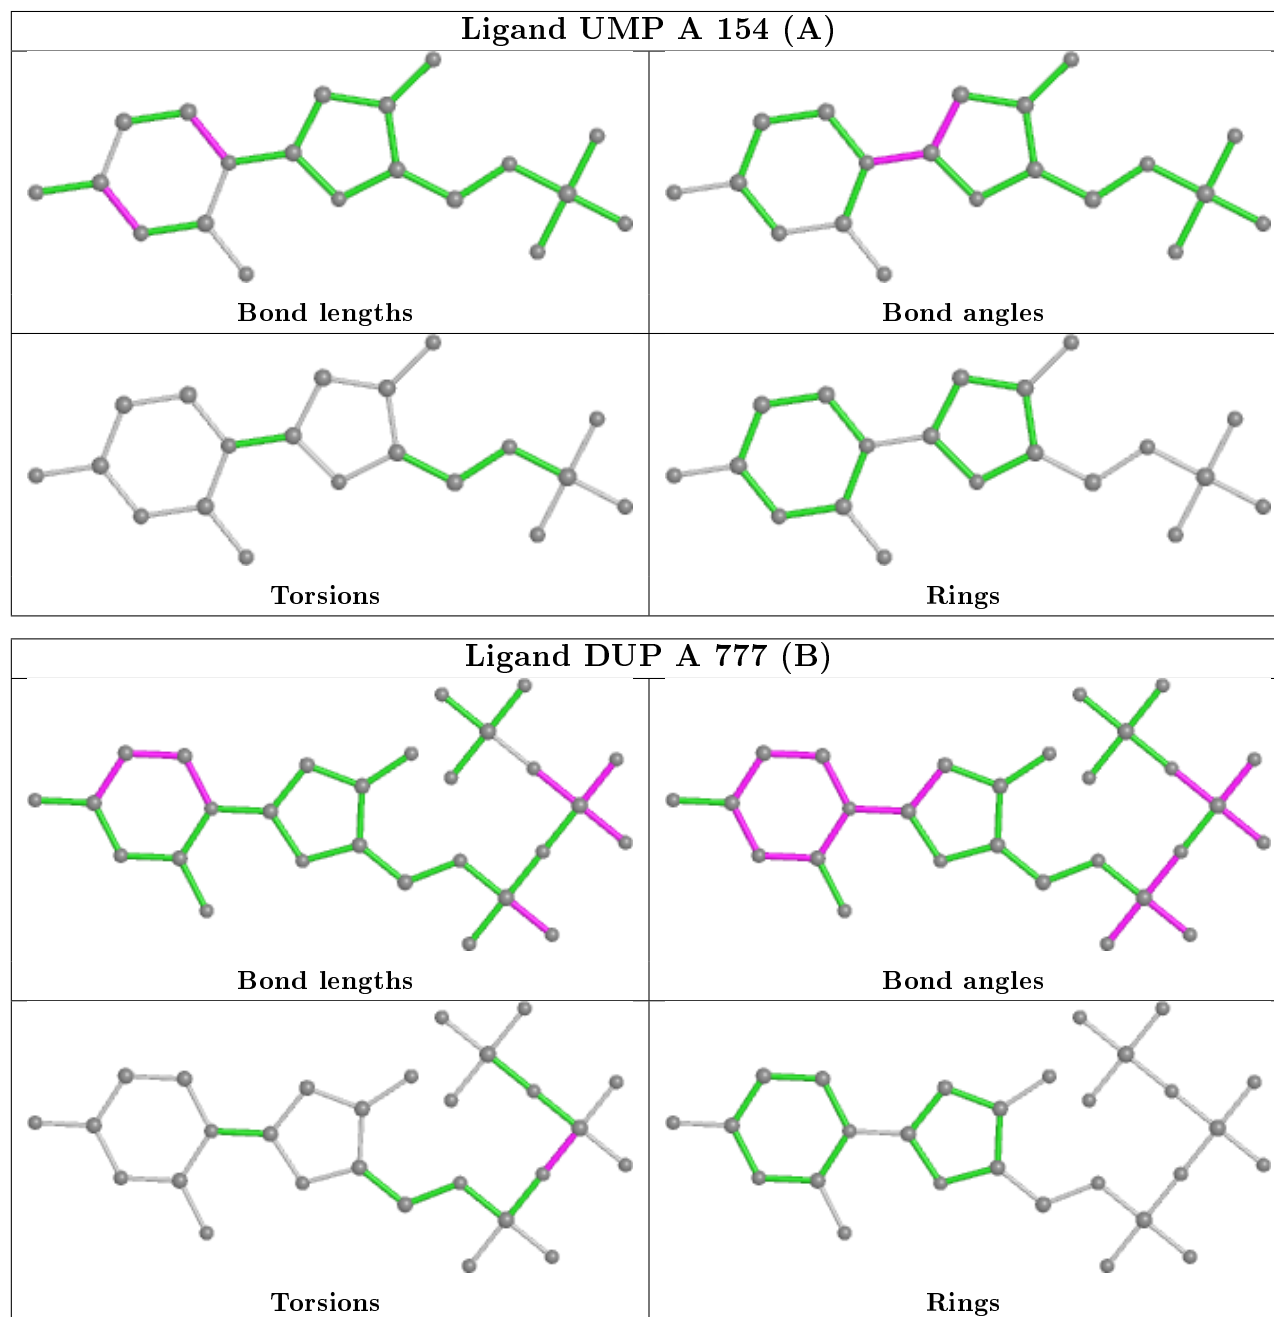 Ligand UMP A 154 (A)
Bond lengths
Bond angles
Torsions
Rings
Ligand DUP A 777 (B)
Bond lengths
Bond angles
Torsions
Rings